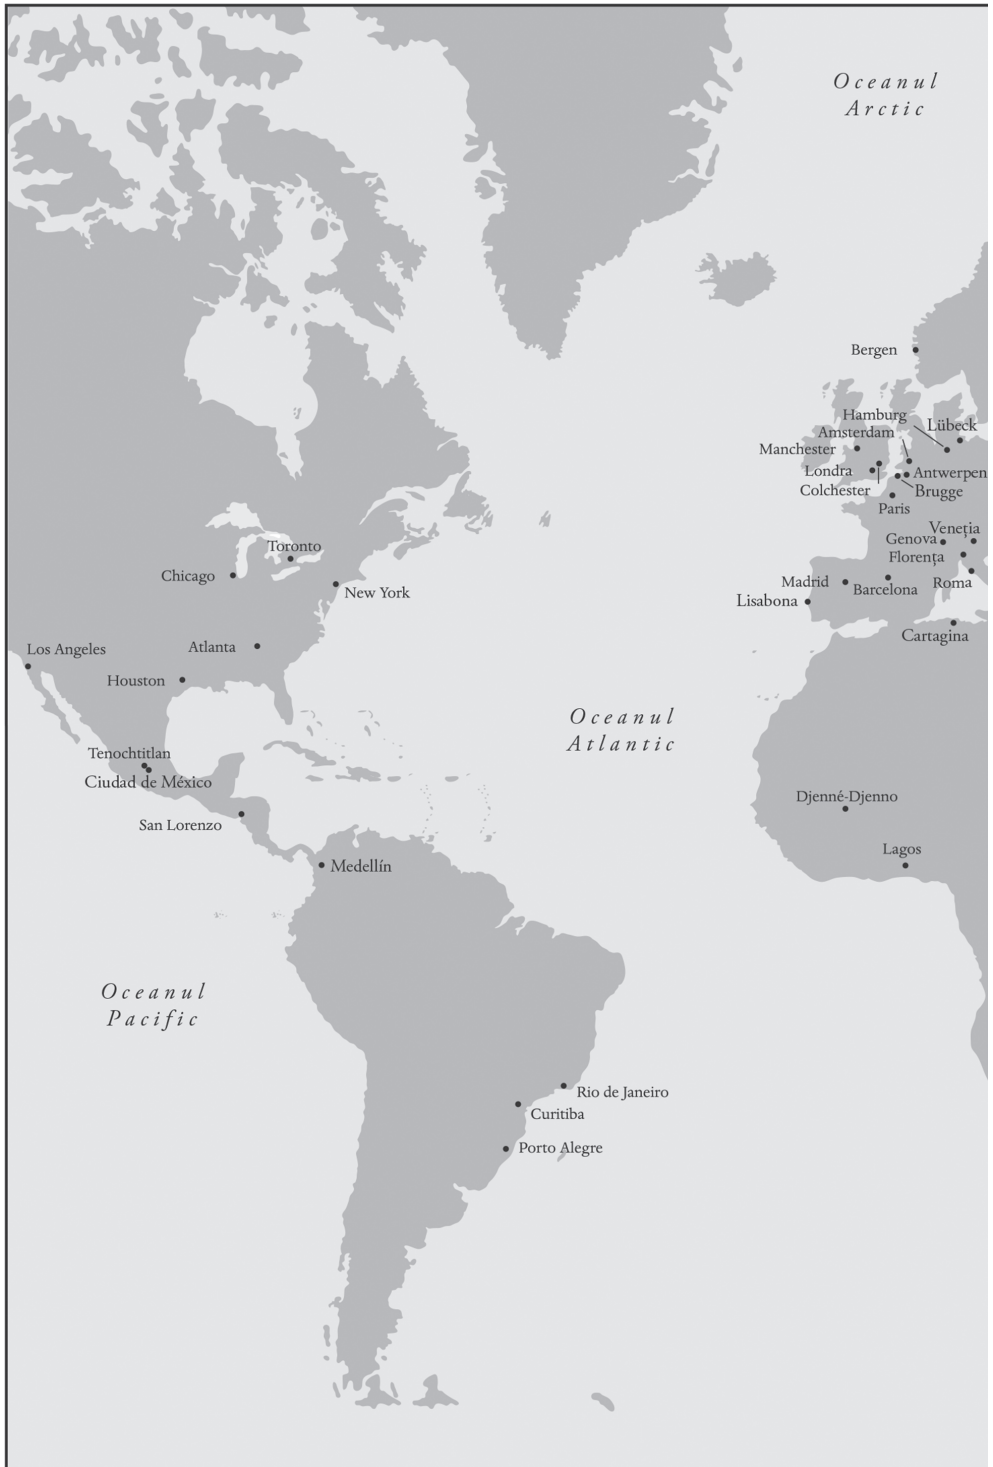 Oceanul
Arctic
Bergen
Hamburg
Lübeck
Amsterdam
Manchester
Londra
Antwerpen
Colchester
Brugge
Paris
Veneția
Genova
Florența
Toronto
Chicago
Madrid
Roma
Barcelona
New York
Lisabona
Cartagina
Atlanta
Los Angeles
Houston
Oceanul
Atlantic
Tenochtitlan
Ciudad de México
Djenné-Djenno
San Lorenzo
Lagos
Medellín
Oceanul
Pacific
Rio de Janeiro
Curitiba
Porto Alegre